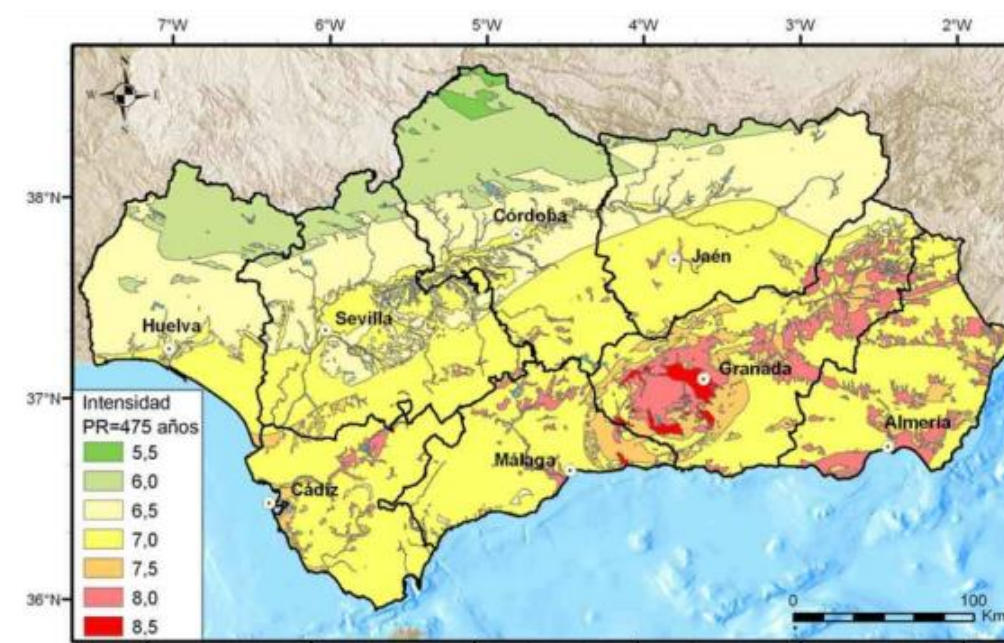 7°W 6°W 5°W 4°W 3°W 2°W
N
W E
S
38°N
37°N
36°N
Córdoba
Jaén
Huelva
Sevilla
Granada
Almería
Málaga
Cádiz
Intensidad
PR=475 años
5,5
6,0
6,5
7,0
7,5
8,0
8,5
0 100
Km